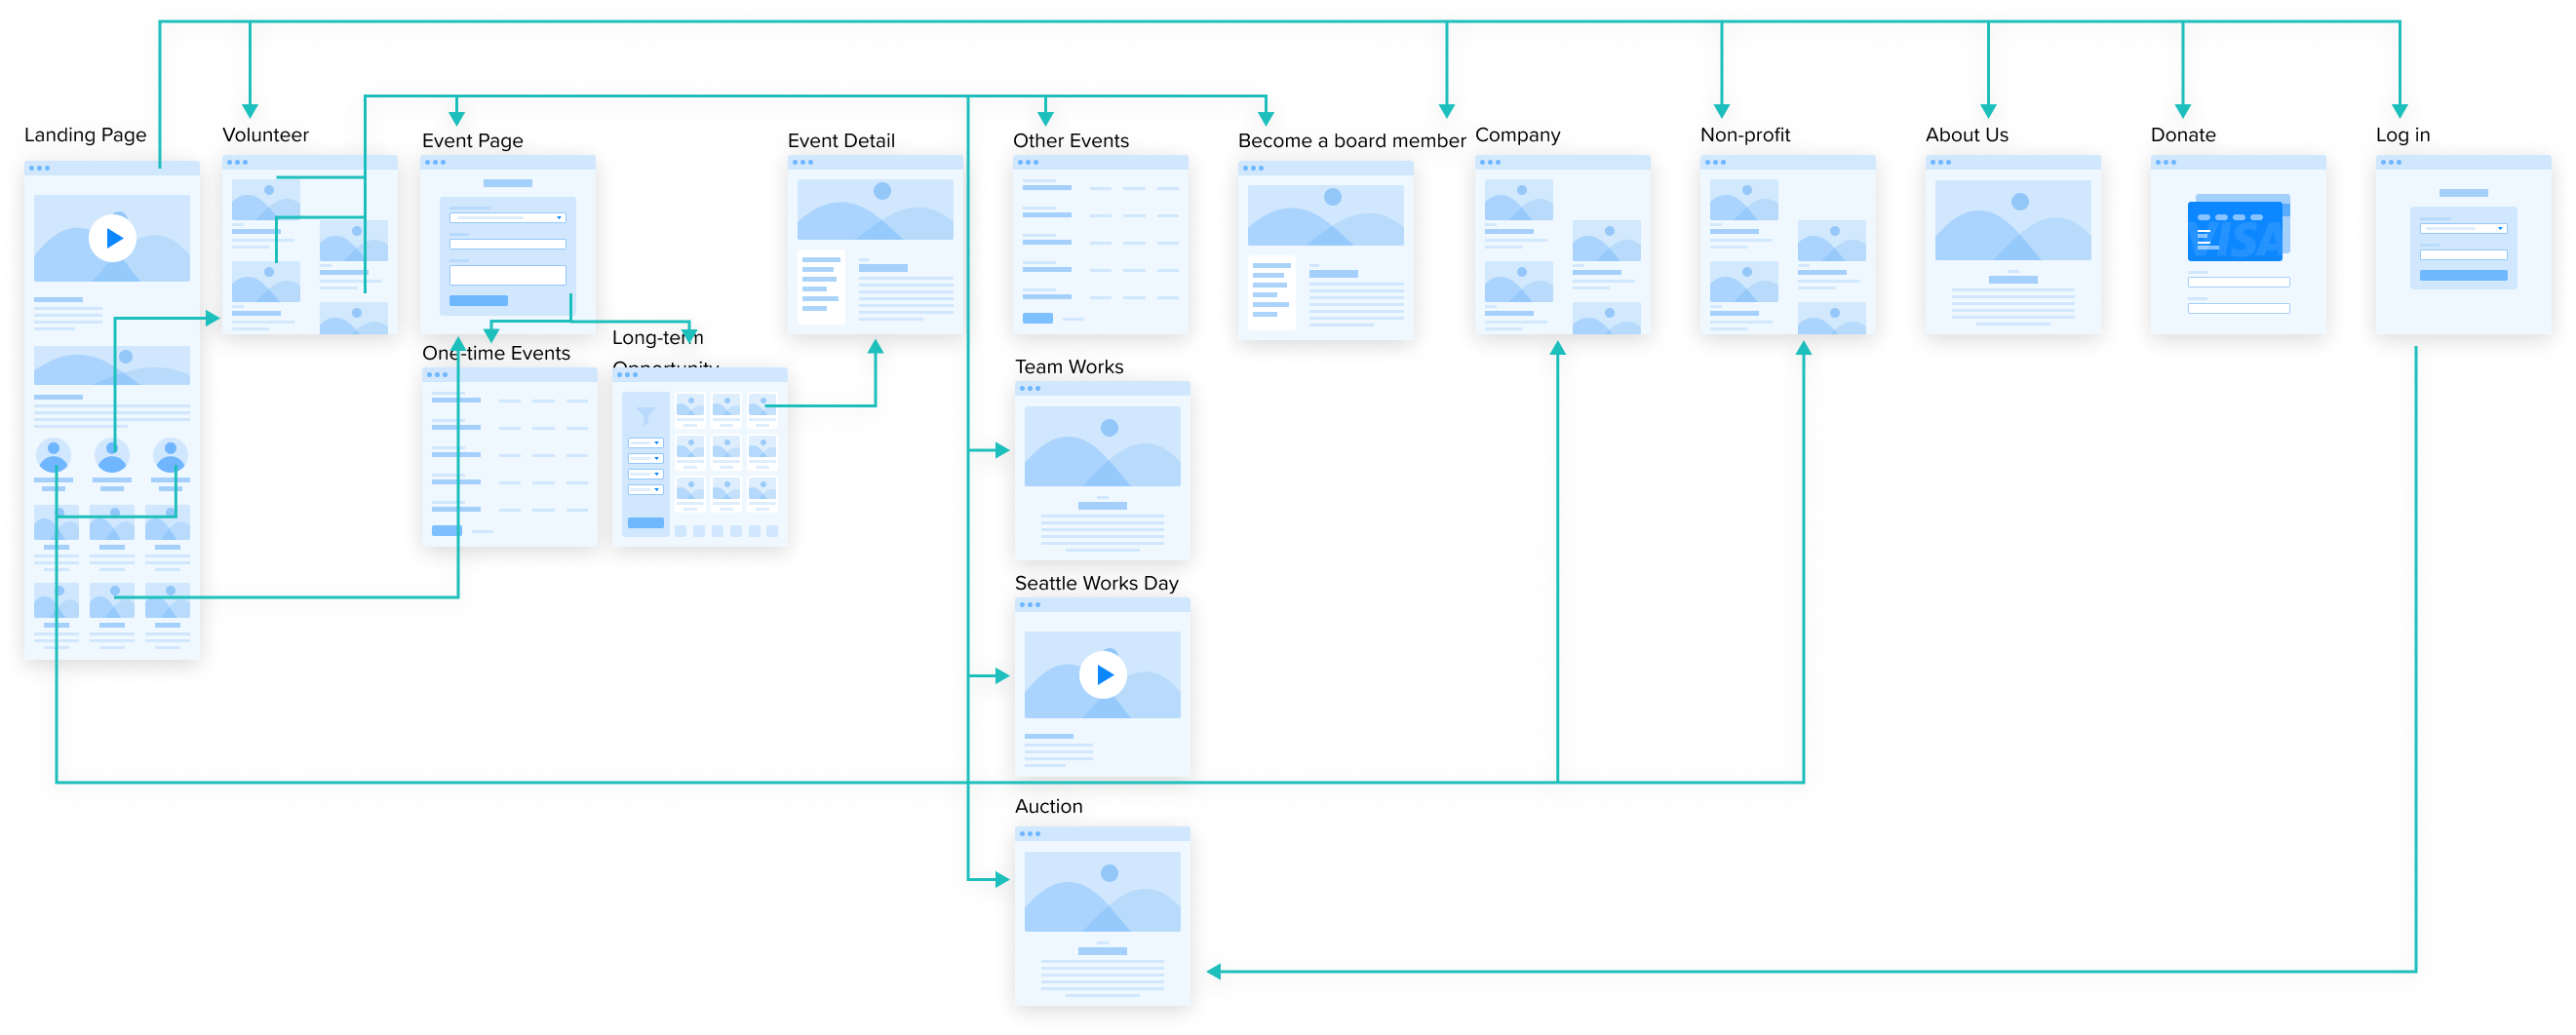 Landing Page
Volunteer
Event Page
Event Detail
Other Events
Become a board member
Company
Non-profit
About Us
Donate
Log in
VISA
One-time Events
Long-term
Opportunity
Team Works
Seattle Works Day
Auction